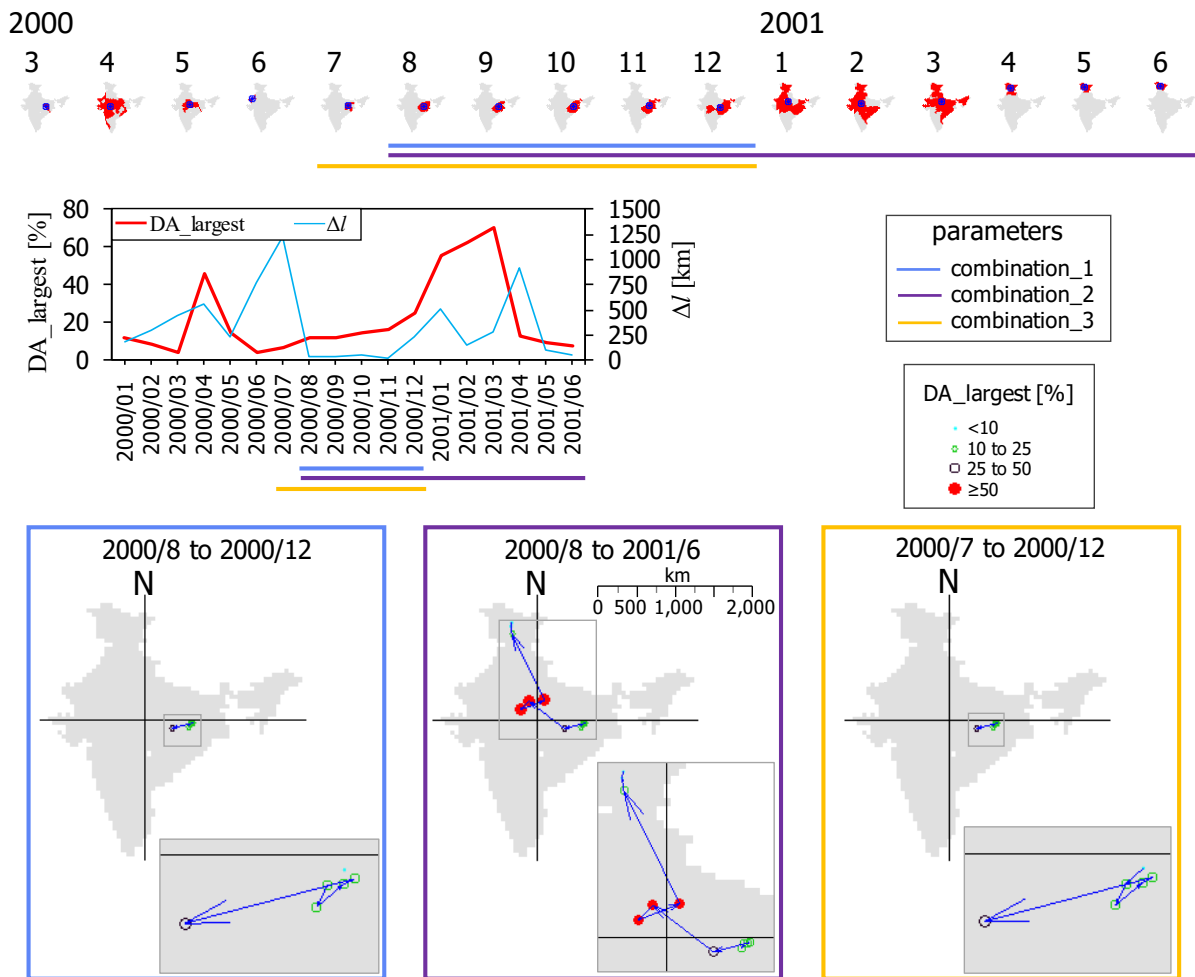 2000 2001
3 4 5 6 7 8 9 10 11 12 1 2 3 4 5 6
DA_largest [%]
80
60
40
20
0
DA_largest Δl
1500
1250
1000
750
500
250
0
Δl [km]
2000/01
2000/02
2000/03
2000/04
2000/05
2000/06
2000/07
2000/08
2000/09
2000/10
2000/11
2000/12
2001/01
2001/02
2001/03
2001/04
2001/05
2001/06
parameters
combination_1
combination_2
combination_3
DA_largest [%]
<10
10 to 25
25 to 50
≥50
2000/8 to 2000/12
N
2000/8 to 2001/6
N
km
0 500 1,000 2,000
2000/7 to 2000/12
N